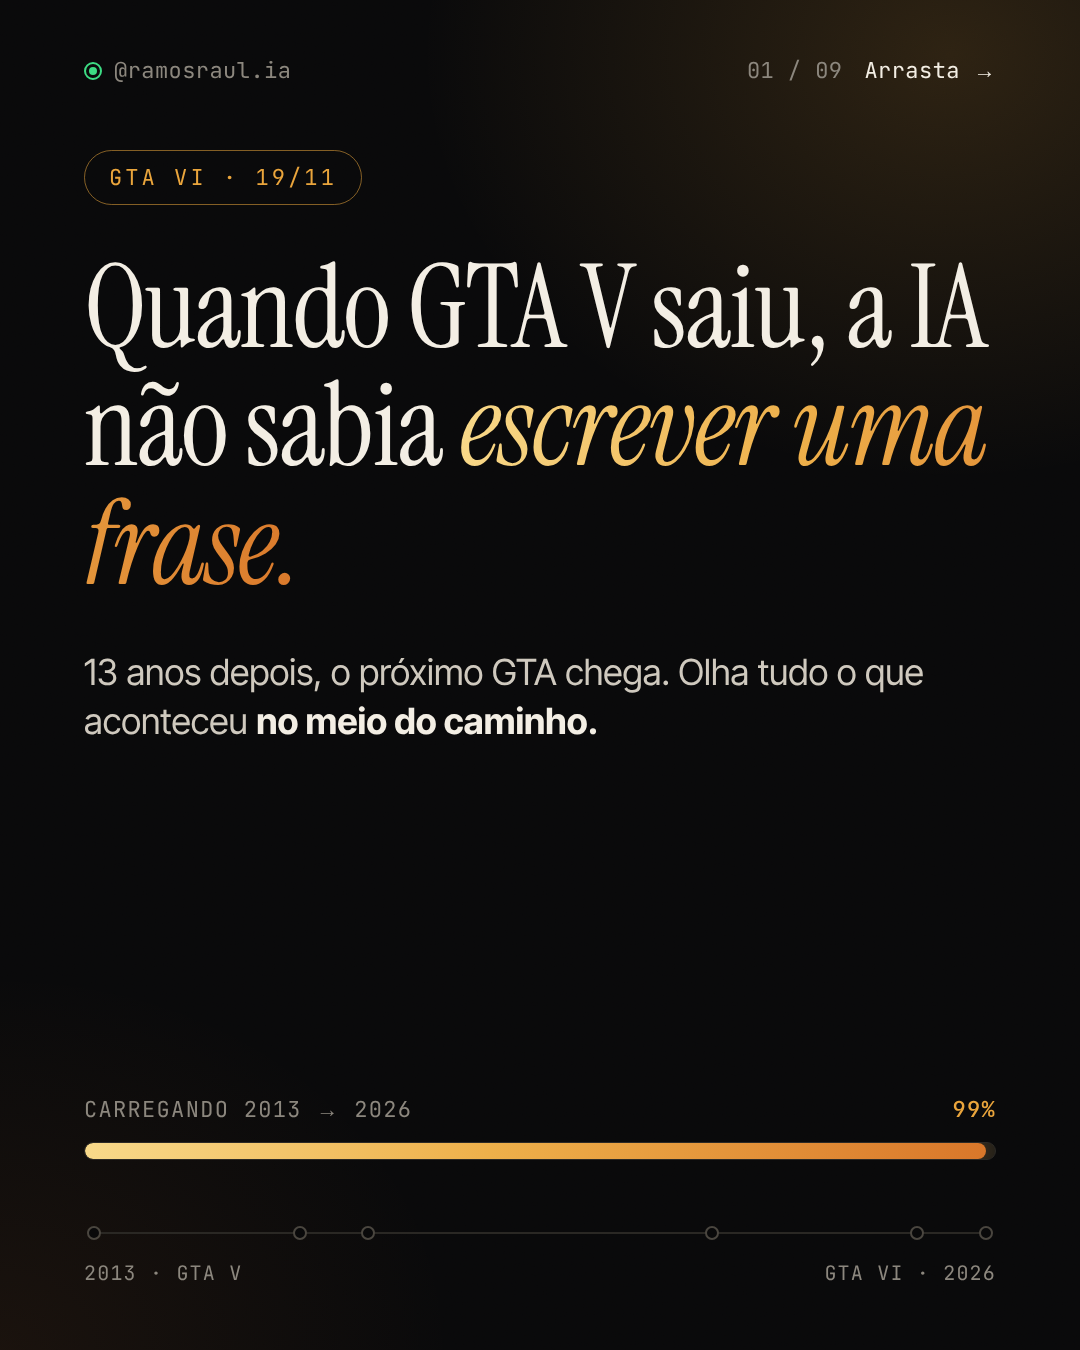 @ramosraul.ia
01 / 09 Arrasta →
GTA VI · 19/11
Quando GTA V saiu, a IA
não sabia escrever uma
frase.
13 anos depois, o próximo GTA chega. Olha tudo o que
aconteceu no meio do caminho.
CARREGANDO 2013 → 2026
99%
2013 · GTA V
GTA VI · 2026